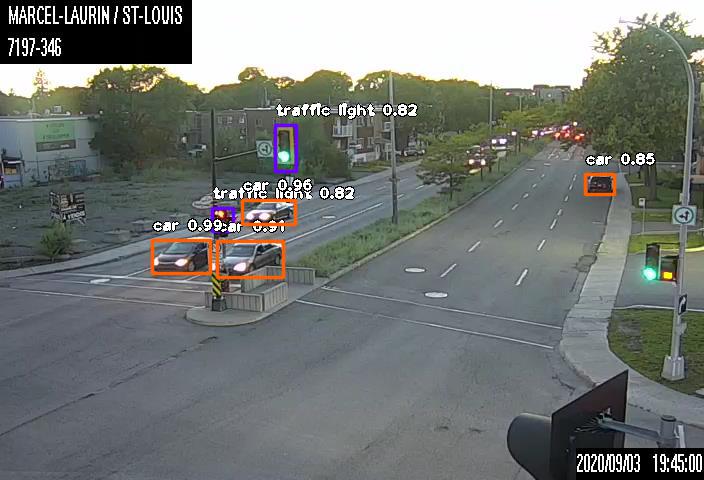 MARCEL-LAURIN / ST-LOUIS
7197-346
traffic light 0.82
car 0.85
car 0.96
traffic light 0.82
car 0.99
car 0.91
2020/09/03 19:45:00